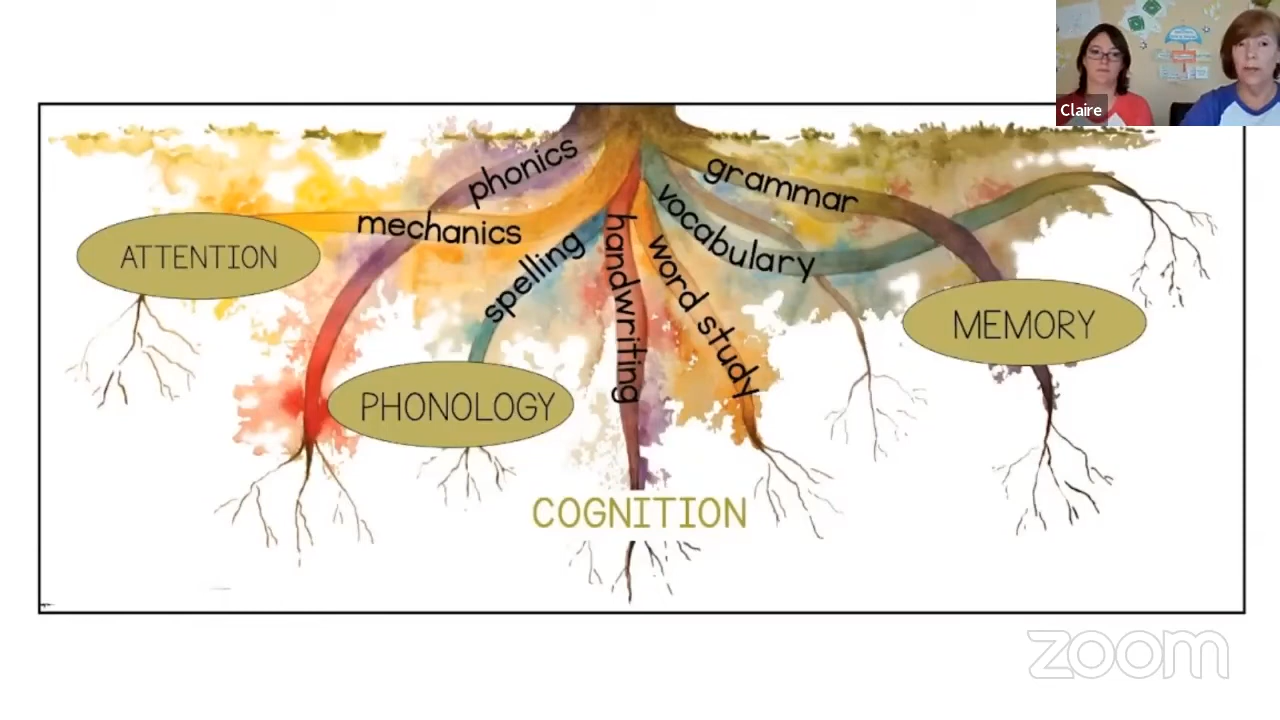 Claire
phonics
grammar
mechanics
vocabulary
spelling
handwriting
word study
ATTENTION
MEMORY
PHONOLOGY
COGNITION
zoom